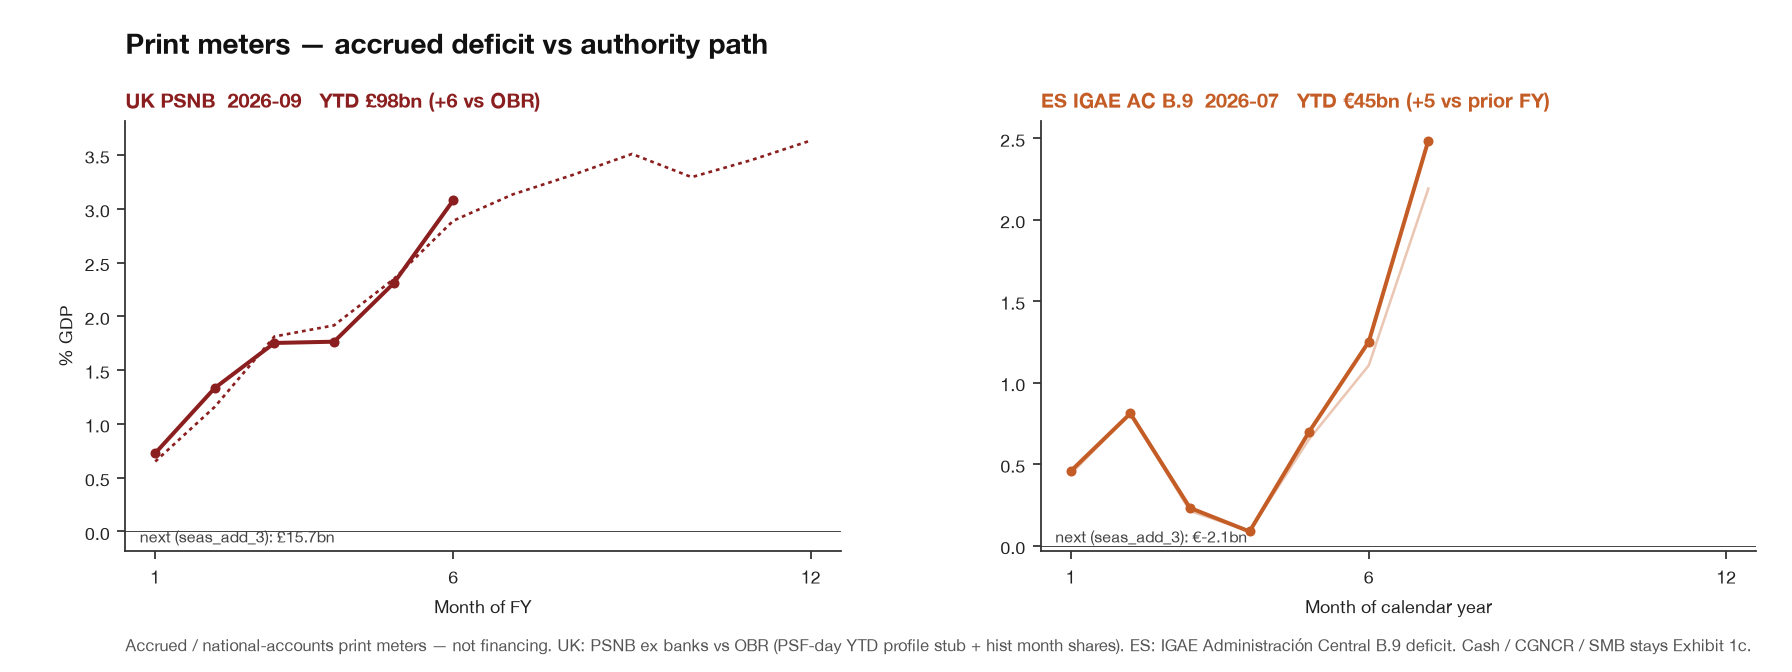 Print meters — accrued deficit vs authority path
UK PSNB 2026-09 YTD £98bn (+6 vs OBR)
% GDP
3.5
3.0
2.5
2.0
1.5
1.0
0.5
0.0
next (seas_add_3): £15.7bn
1 6 12
Month of FY
ES IGAE AC B.9 2026-07 YTD €45bn (+5 vs prior FY)
2.5
2.0
1.5
1.0
0.5
0.0
next (seas_add_3): €-2.1bn
1 6 12
Month of calendar year
Accrued / national-accounts print meters — not financing. UK: PSNB ex banks vs OBR (PSF-day YTD profile stub + hist month shares). ES: IGAE Administración Central B.9 deficit. Cash / CGNCR / SMB stays Exhibit 1c.